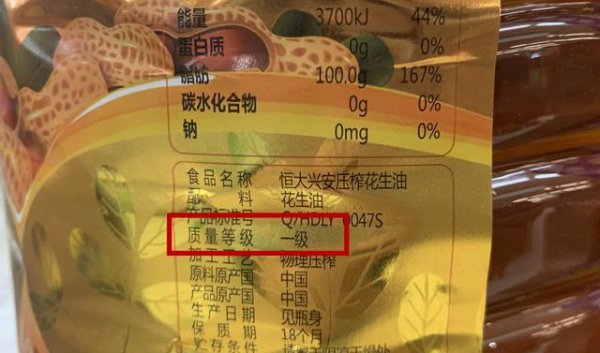 能量 3700kJ 44%
蛋白质 0g 0%
脂肪 100.0g 167%
碳水化合物 0g 0%
钠 0mg 0%
食品名称 恒大兴安压榨花生油
配料 花生油
产品标准号 Q/HDLY 0047S
质量等级 一级
加工工艺 物理压榨
原料原产国 中国
产品原产国 中国
生产日期 见瓶身
保质期 18个月
贮存条件